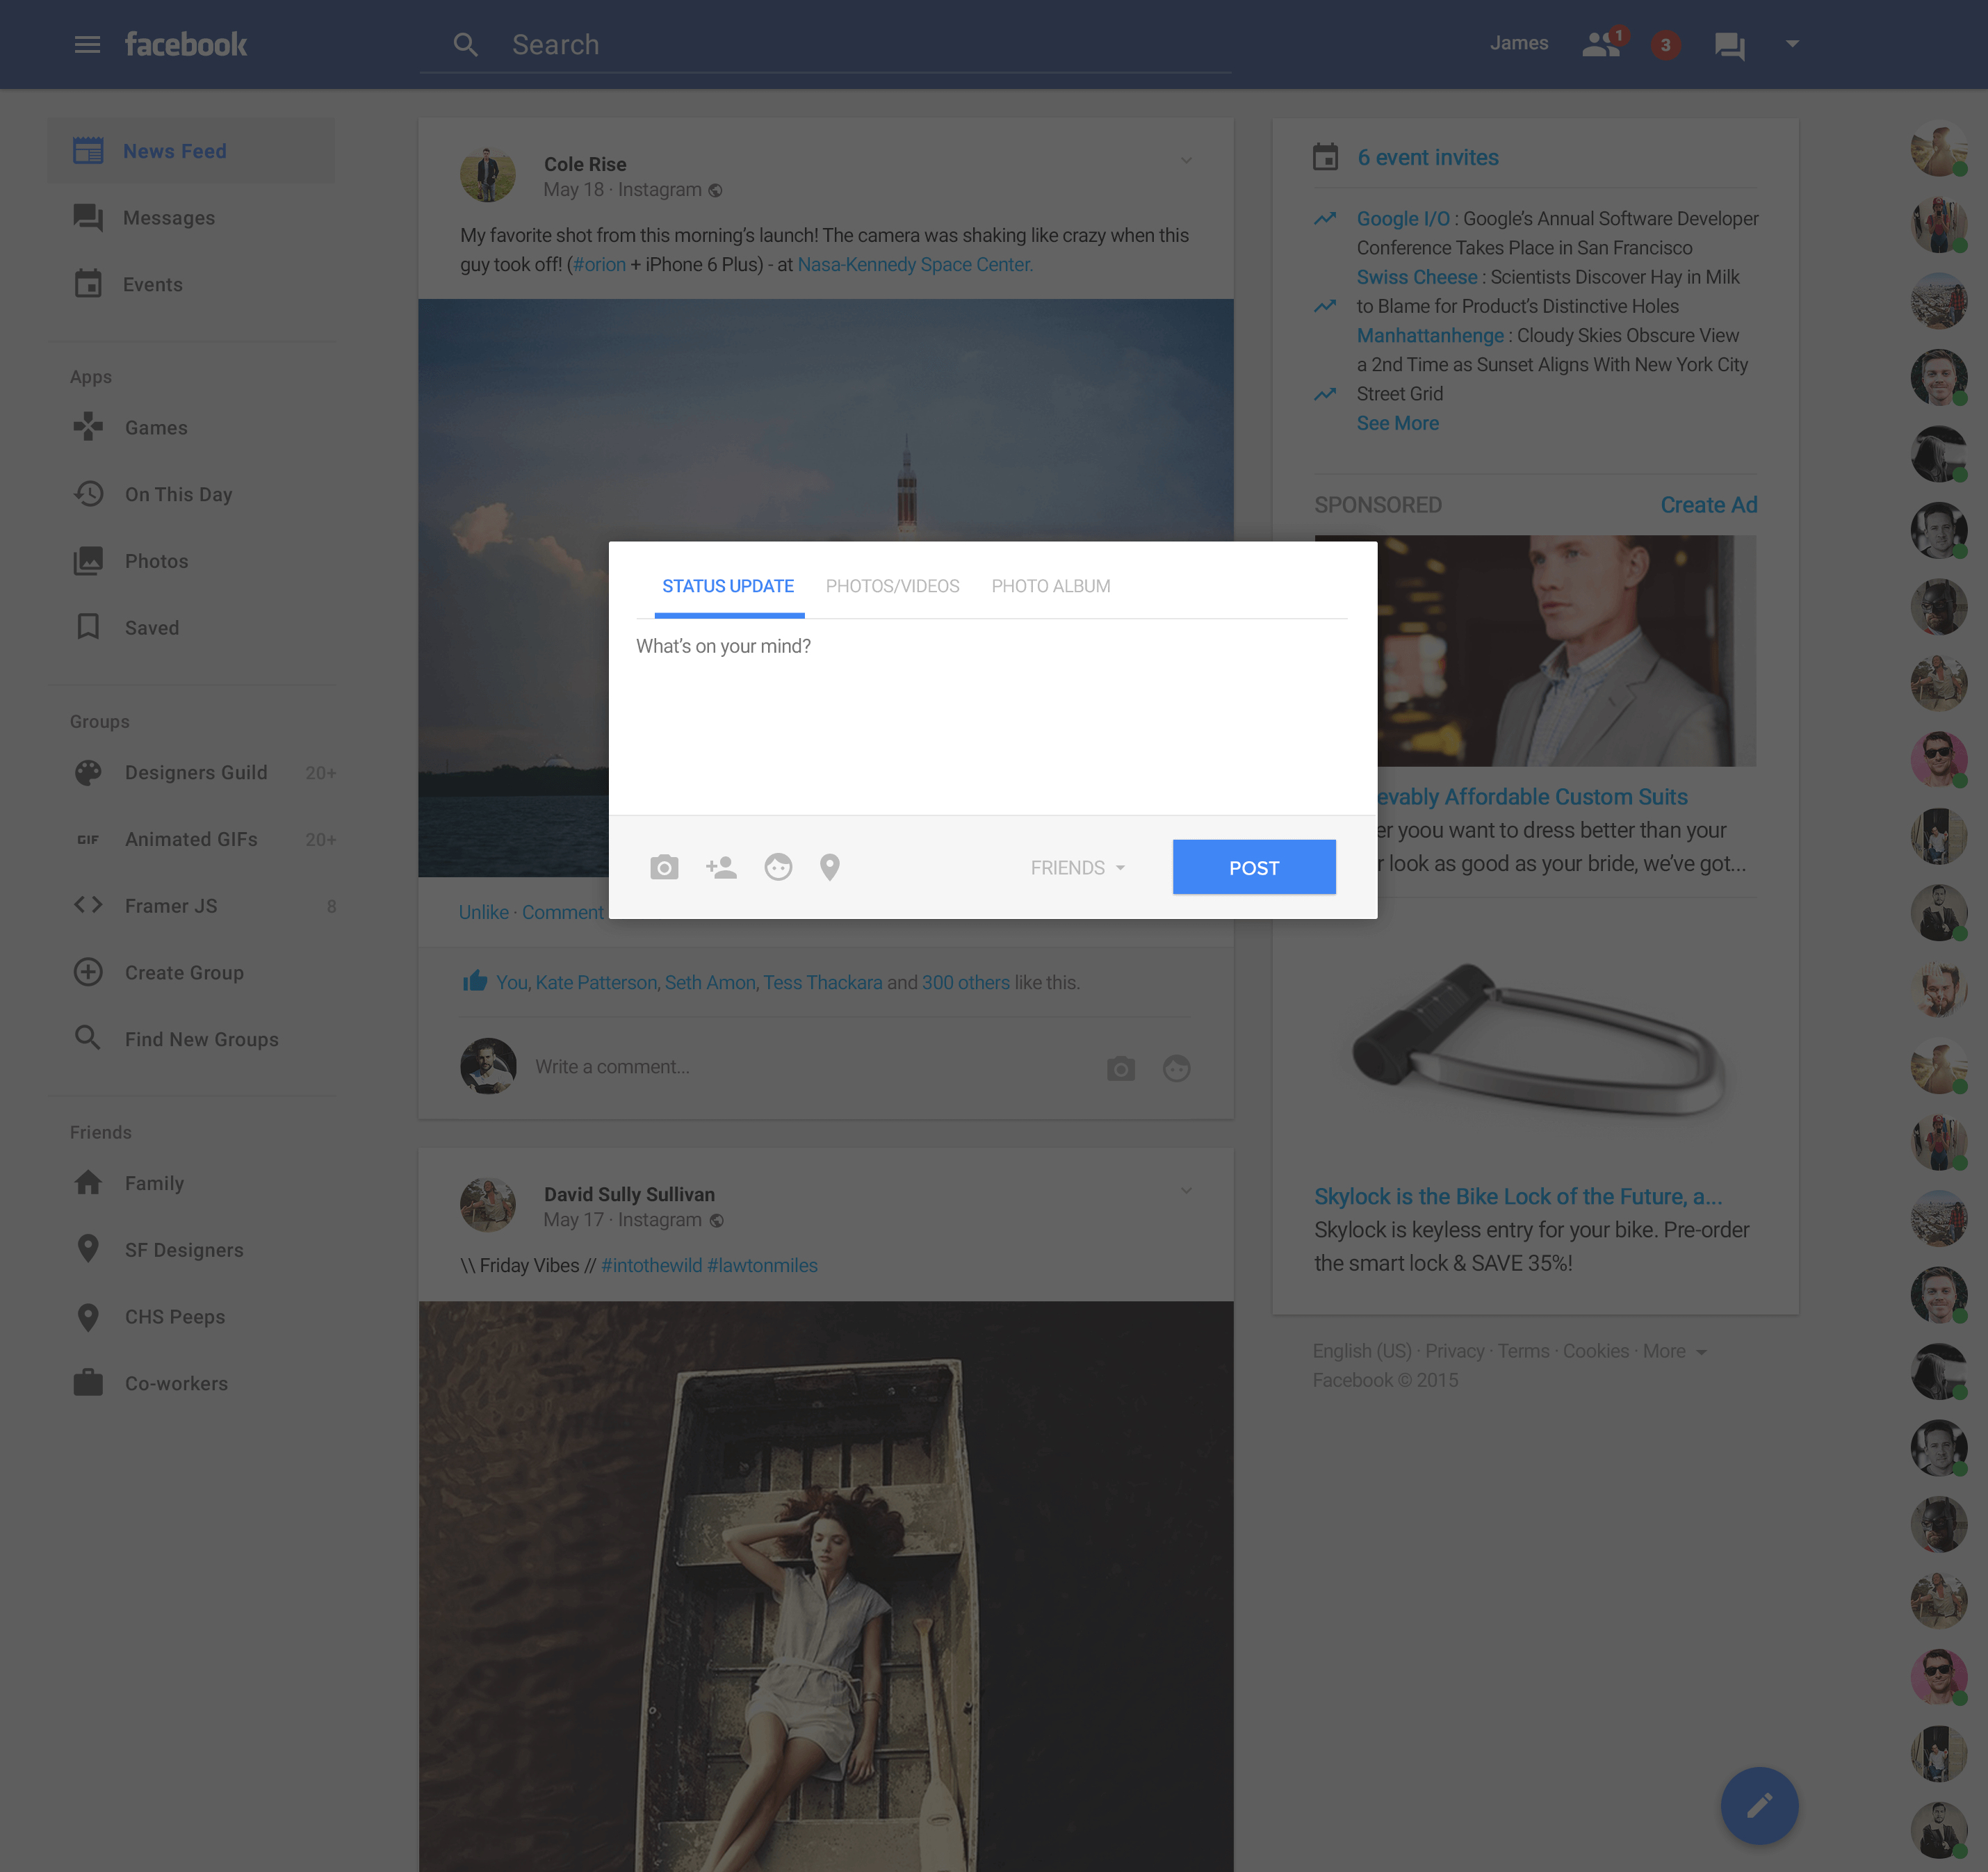 facebook
Search
James
1
3
News Feed
Messages
Events
Apps
Games
On This Day
Photos
Saved
Groups
Designers Guild 20+
GIF Animated GIFs 20+
Framer JS 8
Create Group
Find New Groups
Friends
Family
SF Designers
CHS Peeps
Co-workers
Cole Rise
May 18 · Instagram
My favorite shot from this morning’s launch! The camera was shaking like crazy when this
guy took off! (#orion + iPhone 6 Plus) - at Nasa-Kennedy Space Center.
STATUS UPDATE PHOTOS/VIDEOS PHOTO ALBUM
What’s on your mind?
FRIENDS
POST
Unlike · Comment
You, Kate Patterson, Seth Amon, Tess Thackara and 300 others like this.
Write a comment...
David Sully Sullivan
May 17 · Instagram
\\ Friday Vibes // #intothewild #lawtonmiles
6 event invites
Google I/O : Google’s Annual Software Developer
Conference Takes Place in San Francisco
Swiss Cheese : Scientists Discover Hay in Milk
to Blame for Product’s Distinctive Holes
Manhattanhenge : Cloudy Skies Obscure View
a 2nd Time as Sunset Aligns With New York City
Street Grid
See More
SPONSORED Create Ad
evably Affordable Custom Suits
er yoou want to dress better than your
r look as good as your bride, we’ve got...
Skylock is the Bike Lock of the Future, a...
Skylock is keyless entry for your bike. Pre-order
the smart lock & SAVE 35%!
English (US) · Privacy · Terms · Cookies · More
Facebook © 2015